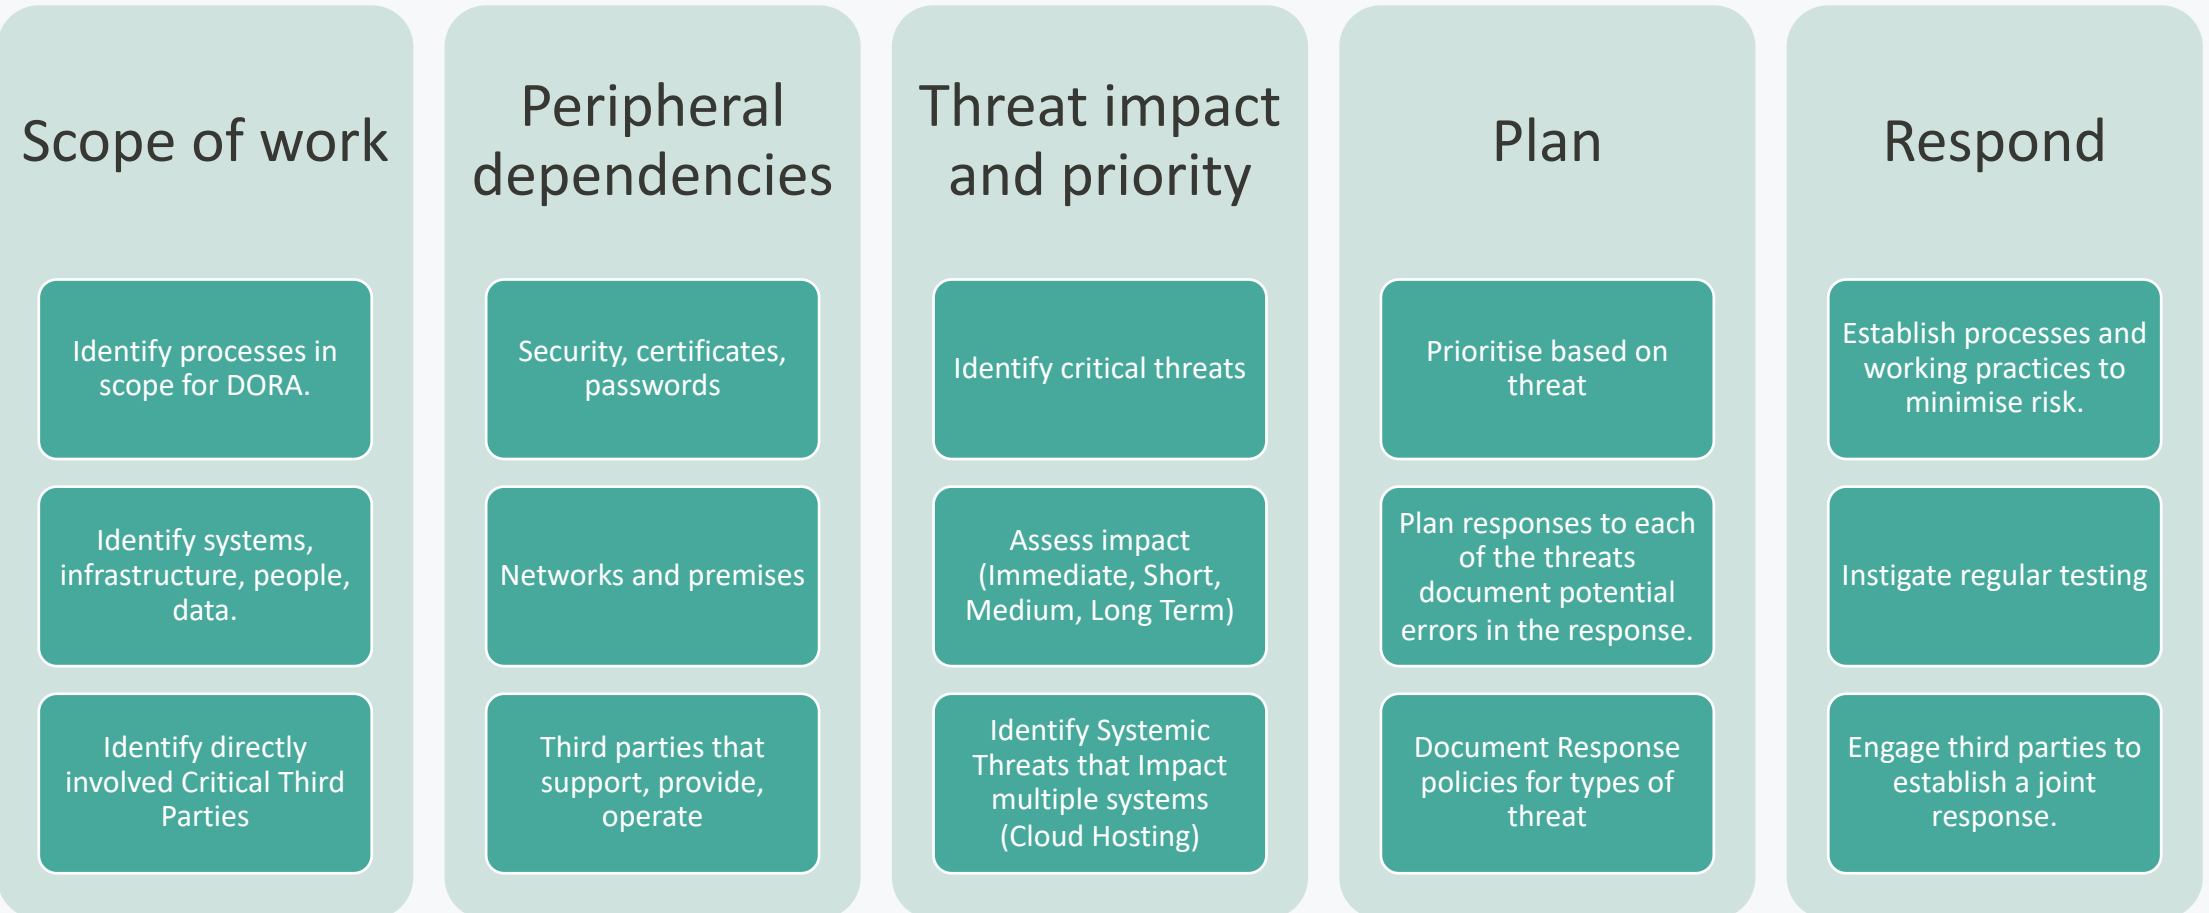 Scope of work
Identify processes in
scope for DORA.
Identify systems,
infrastructure, people,
data.
Identify directly
involved Critical Third
Parties
Peripheral
dependencies
Security, certificates,
passwords
Networks and premises
Third parties that
support, provide,
operate
Threat impact
and priority
Identify critical threats
Assess impact
(Immediate, Short,
Medium, Long Term)
Identify Systemic
Threats that Impact
multiple systems
(Cloud Hosting)
Plan
Prioritise based on
threat
Plan responses to each
of the threats
document potential
errors in the response.
Document Response
policies for types of
threat
Respond
Establish processes and
working practices to
minimise risk.
Instigate regular testing
Engage third parties to
establish a joint
response.